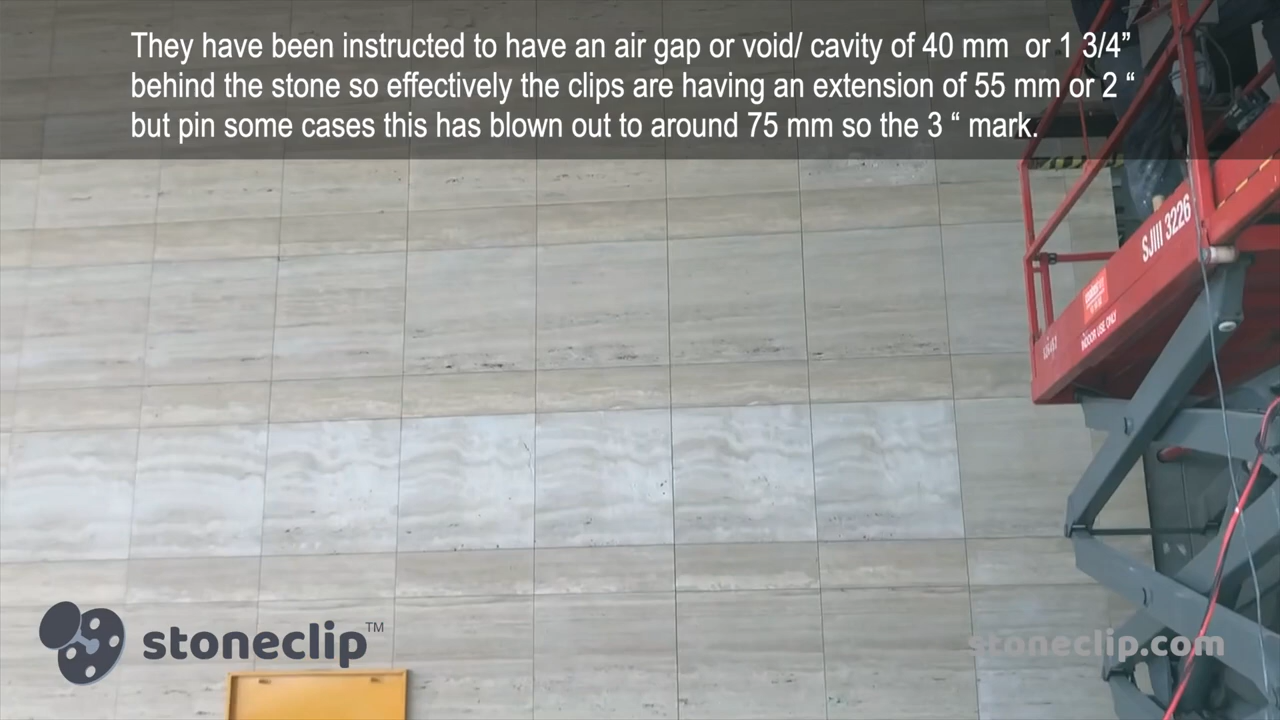 They have been instructed to have an air gap or void/ cavity of 40 mm  or 1 3/4”
behind the stone so effectively the clips are having an extension of 55 mm or 2 “
but pin some cases this has blown out to around 75 mm so the 3 “ mark.
SJIII 3226
INDOOR USE ONLY
stoneclip™
stoneclip.com